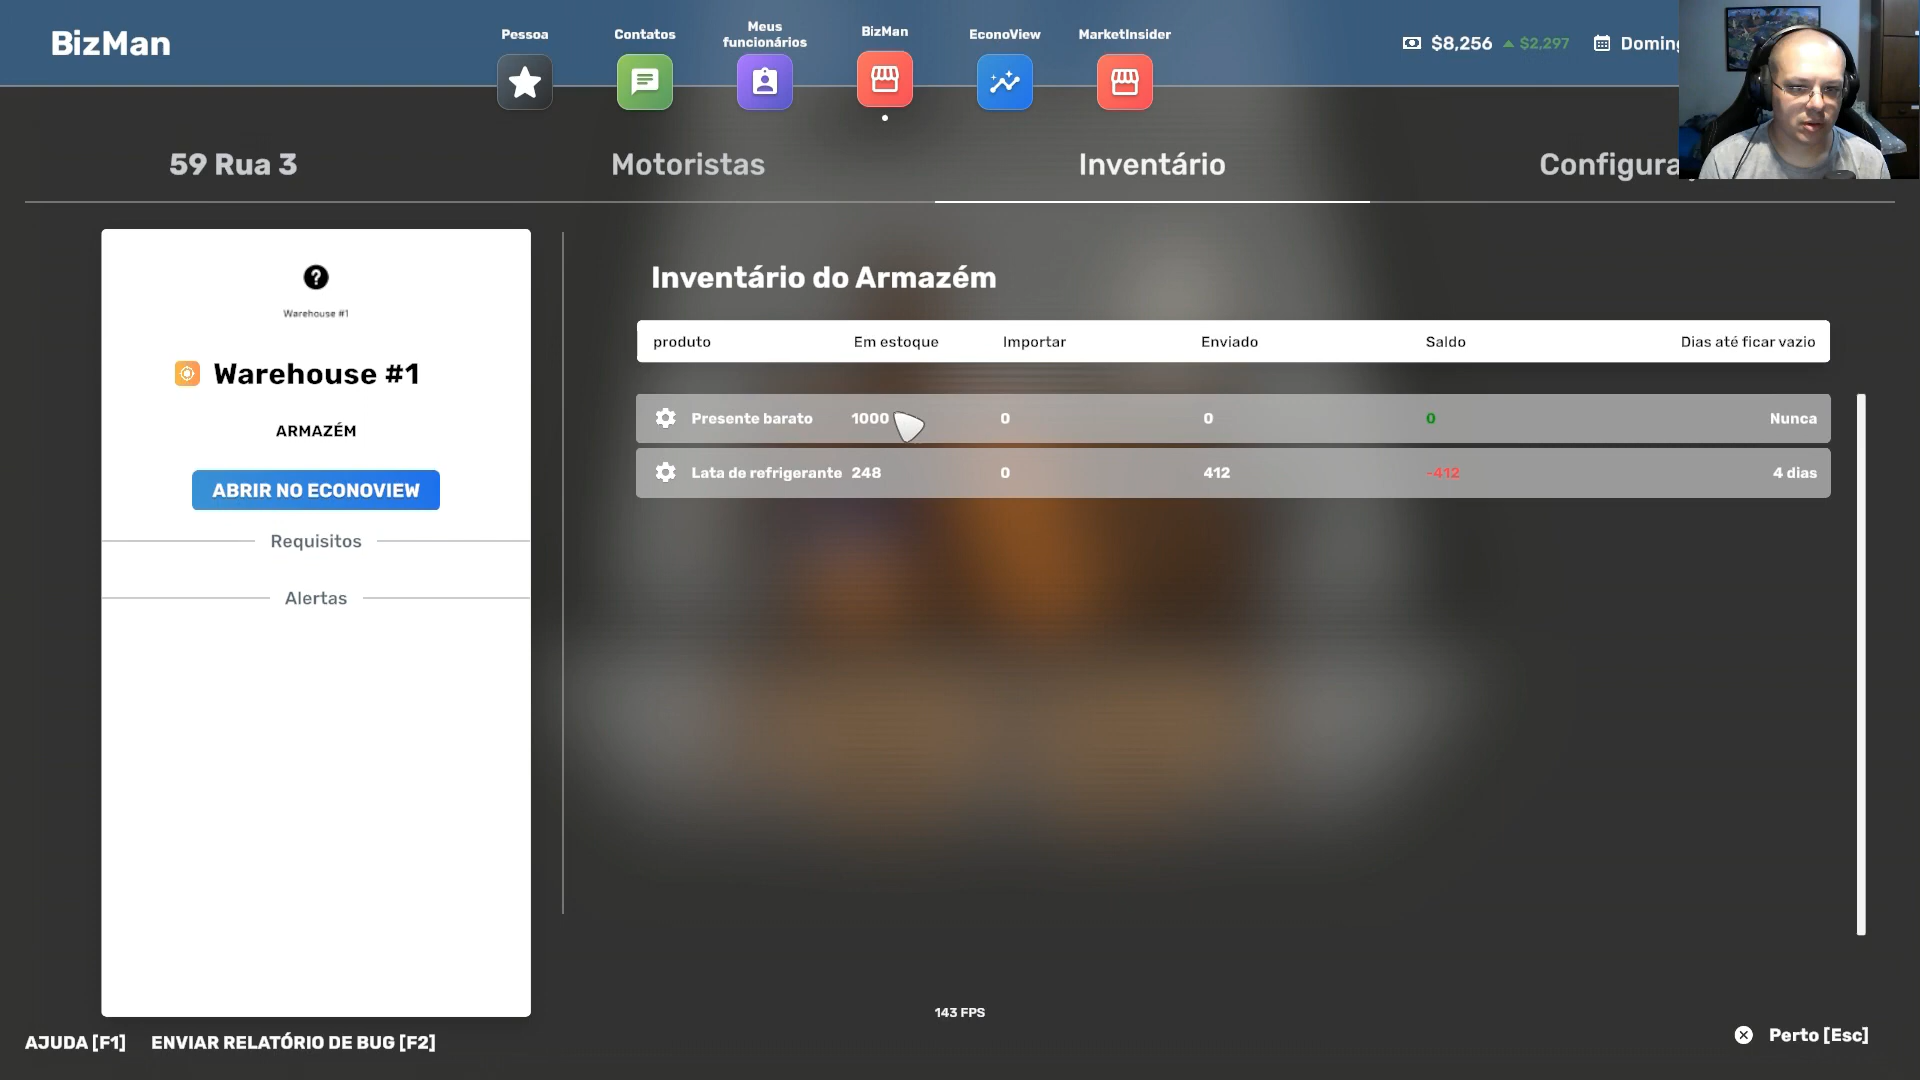 BizMan
Pessoa
Contatos
Meus
funcionários
BizMan
EconoView
MarketInsider
$8,256
$2,297
59 Rua 3
Motoristas
Inventário
Warehouse #1
Warehouse #1
ARMAZÉM
ABRIR NO ECONOVIEW
Requisitos
Alertas
Inventário do Armazém
produto Em estoque Importar Enviado Saldo Dias até ficar vazio
Presente barato 1000 0 0 0 Nunca
Lata de refrigerante 248 0 412 -412 4 dias
143 FPS
AJUDA [F1] ENVIAR RELATÓRIO DE BUG [F2]
Perto [Esc]